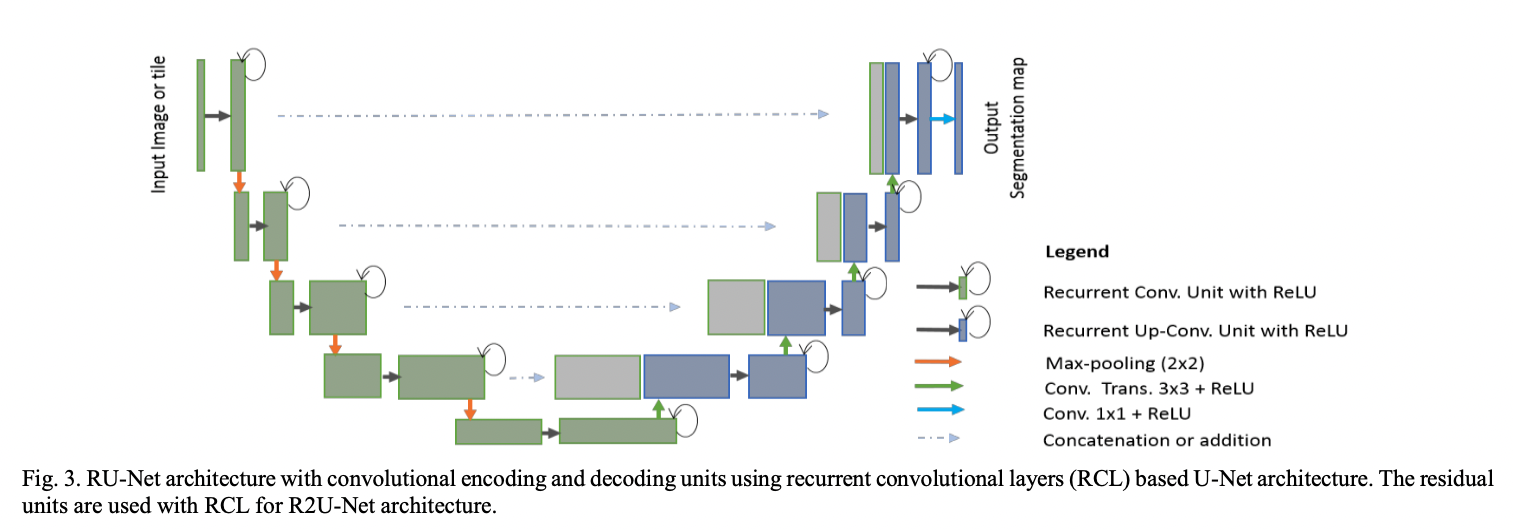 Input Image or tile
Output
Segmentation map
Legend
Recurrent Conv. Unit with ReLU
Recurrent Up-Conv. Unit with ReLU
Max-pooling (2x2)
Conv. Trans. 3x3 + ReLU
Conv. 1x1 + ReLU
Concatenation or addition
Fig. 3. RU-Net architecture with convolutional encoding and decoding units using recurrent convolutional layers (RCL) based U-Net architecture. The residual
units are used with RCL for R2U-Net architecture.